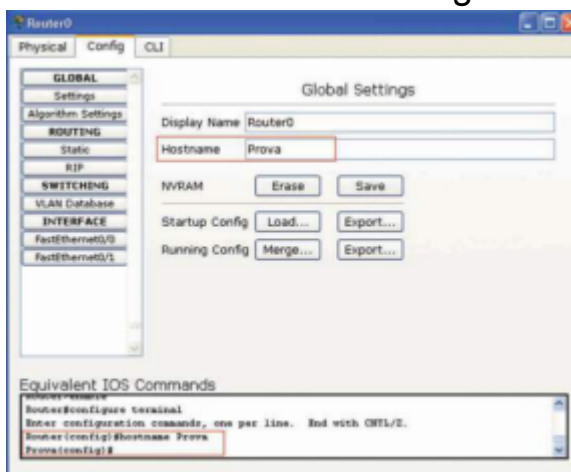 Router0
Physical Config CLI
GLOBAL
Settings
Algorithm Settings
ROUTING
Static
RIP
SWITCHING
VLAN Database
INTERFACE
FastEthernet0/0
FastEthernet0/1
Global Settings
Display Name Router0
Hostname Prova
NVRAM Erase Save
Startup Config Load... Export...
Running Config Merge... Export...
Equivalent IOS Commands
Router>enable
Router#configure terminal
Enter configuration commands, one per line. End with CNTL/Z.
Router(config)#hostname Prova
Prova(config)#